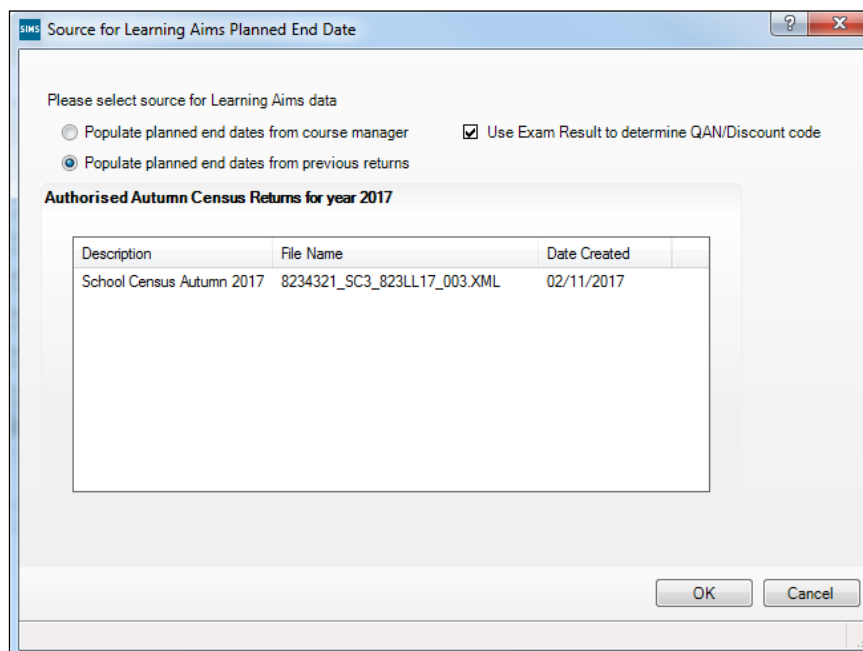 SIMS Source for Learning Aims Planned End Date ? X
Please select source for Learning Aims data
Populate planned end dates from course manager Use Exam Result to determine QAN/Discount code
Populate planned end dates from previous returns
Authorised Autumn Census Returns for year 2017
Description File Name Date Created
School Census Autumn 2017 8234321_SC3_823LL17_003.XML 02/11/2017
OK Cancel